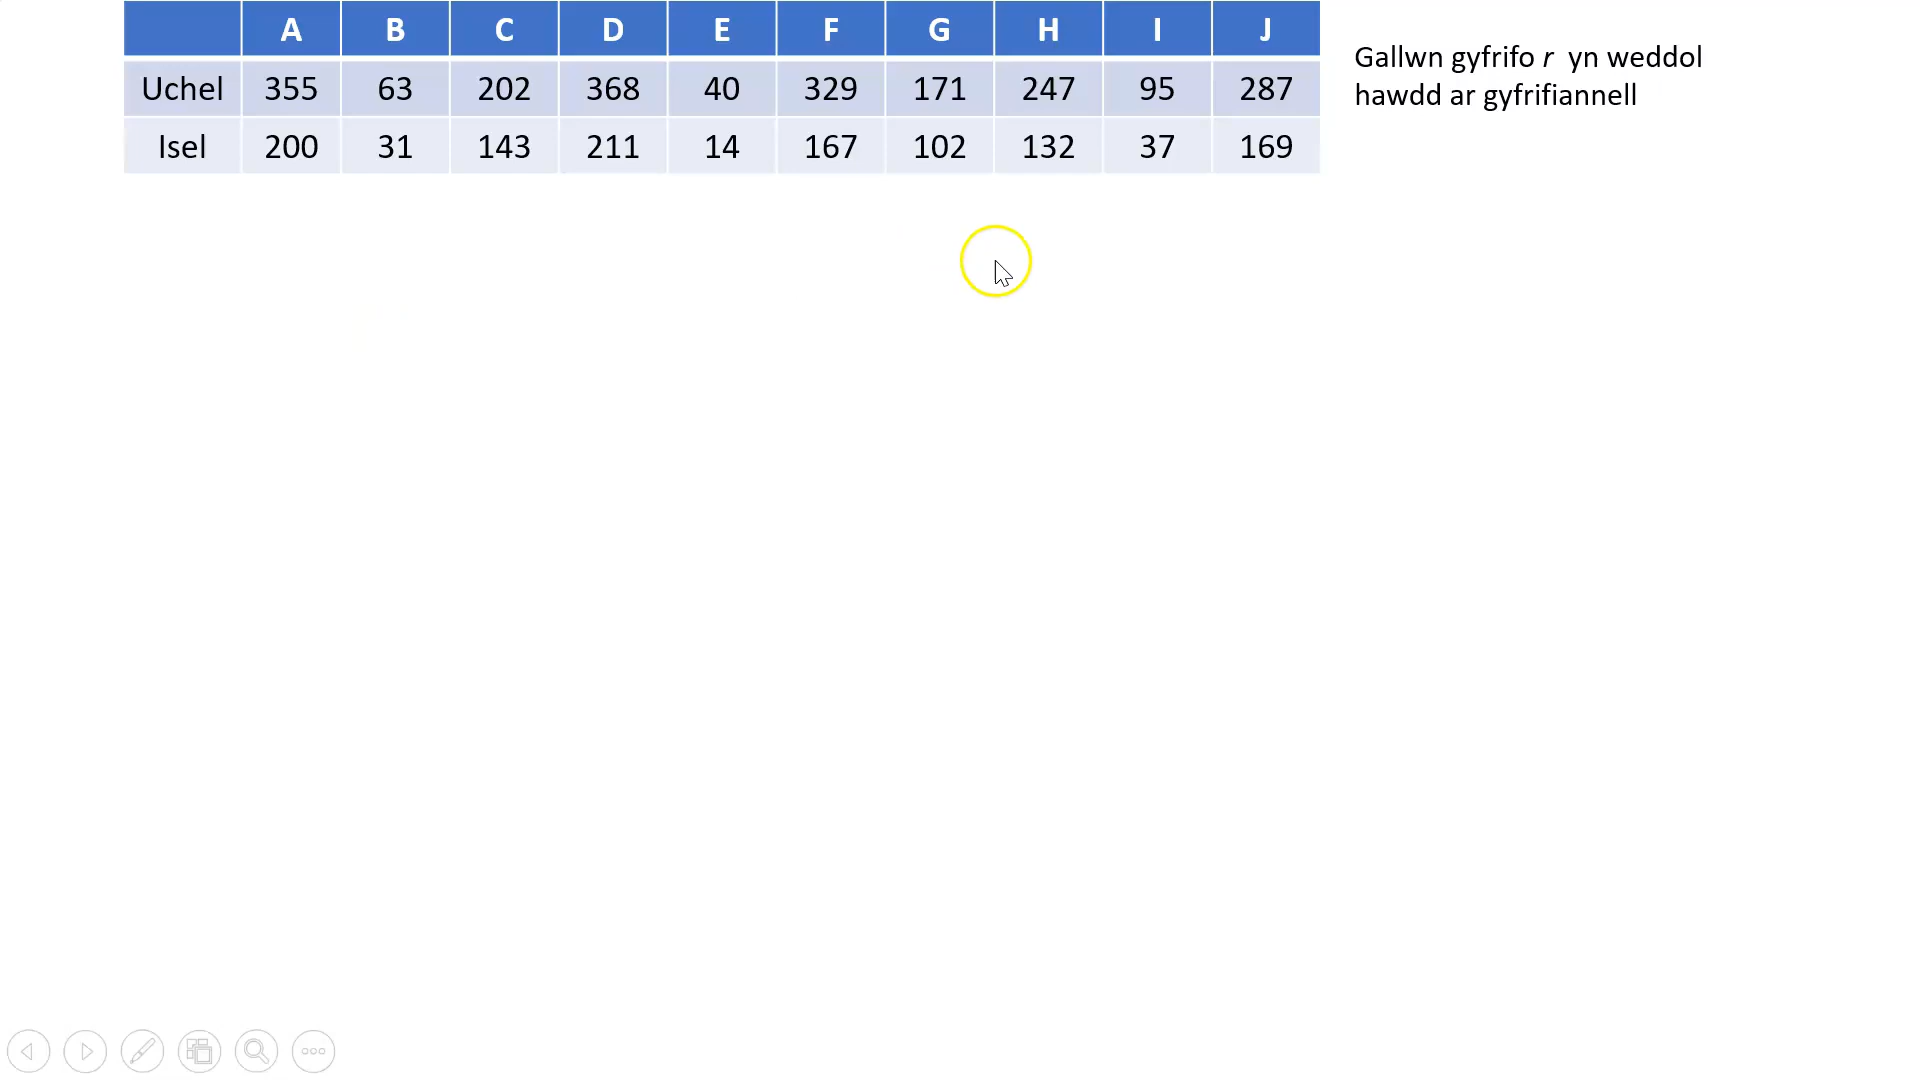 A B C D E F G H I J
Uchel 355 63 202 368 40 329 171 247 95 287
Isel 200 31 143 211 14 167 102 132 37 169
Gallwn gyfrifo r yn weddol
hawdd ar gyfrifiannell